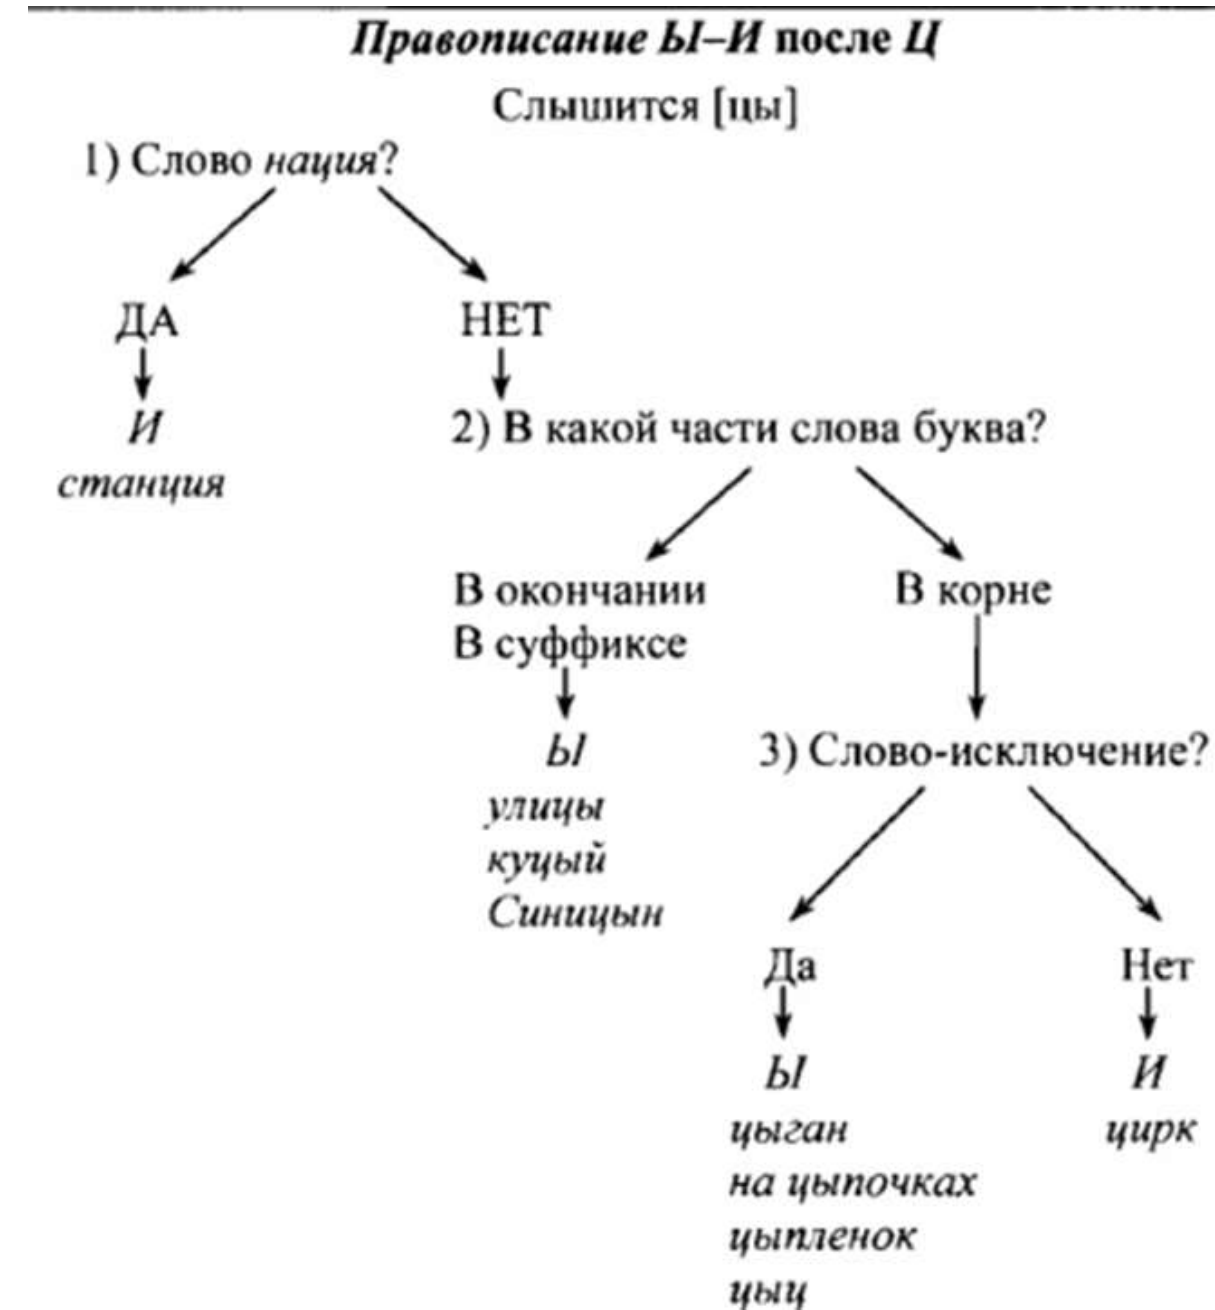 Правописание Ы–И после Ц
Слышится [цы]
1) Слово нация?
ДА НЕТ
И
2) В какой части слова буква?
станция
В окончании В корне
В суффиксе
Ы
3) Слово-исключение?
улицы
куцый
Синицын
Да Нет
Ы И
цыган цирк
на цыпочках
цыпленок
цыц